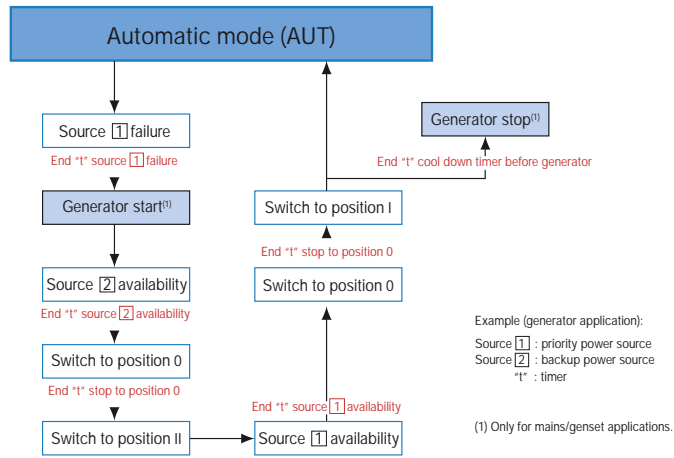 Automatic mode (AUT)
Source 1 failure
End "t" source 1 failure
Generator start(1)
Source 2 availability
End "t" source 2 availability
Switch to position 0
End "t" stop to position 0
Switch to position II
Source 1 availability
End "t" source 1 availability
Switch to position 0
End "t" stop to position 0
Switch to position I
End "t" cool down timer before generator
Generator stop(1)
Example (generator application):
Source 1 : priority power source
Source 2 : backup power source
"t" : timer
(1) Only for mains/genset applications.